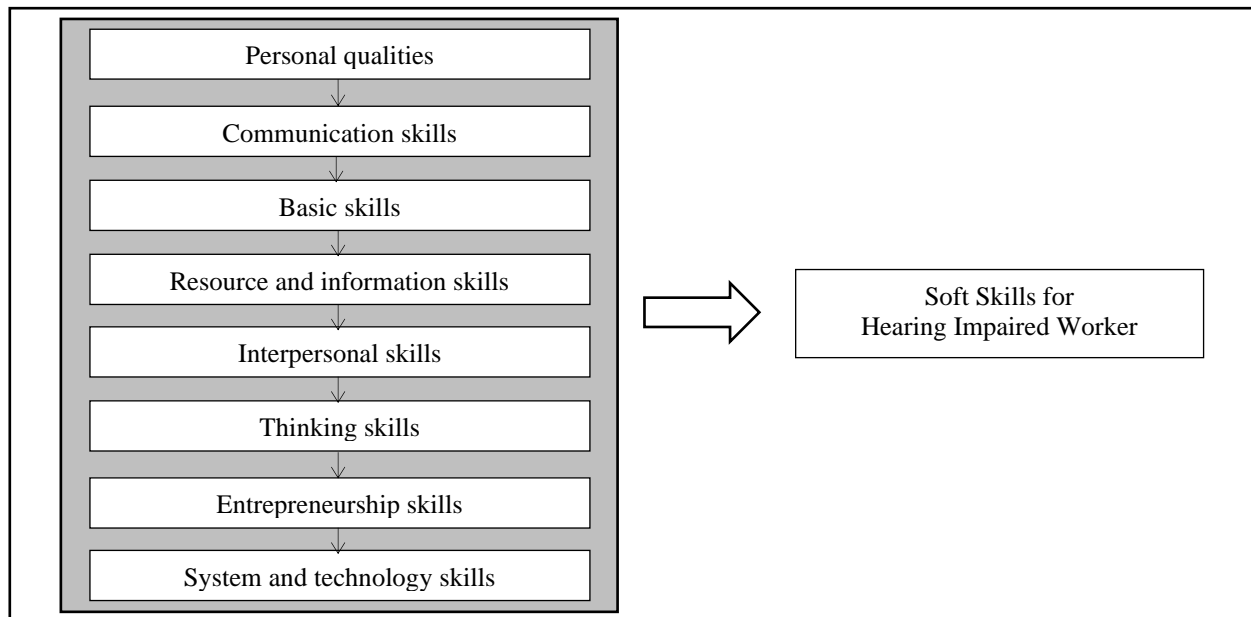 Personal qualities
Communication skills
Basic skills
Resource and information skills
Interpersonal skills
Thinking skills
Entrepreneurship skills
System and technology skills
Soft Skills for
Hearing Impaired Worker